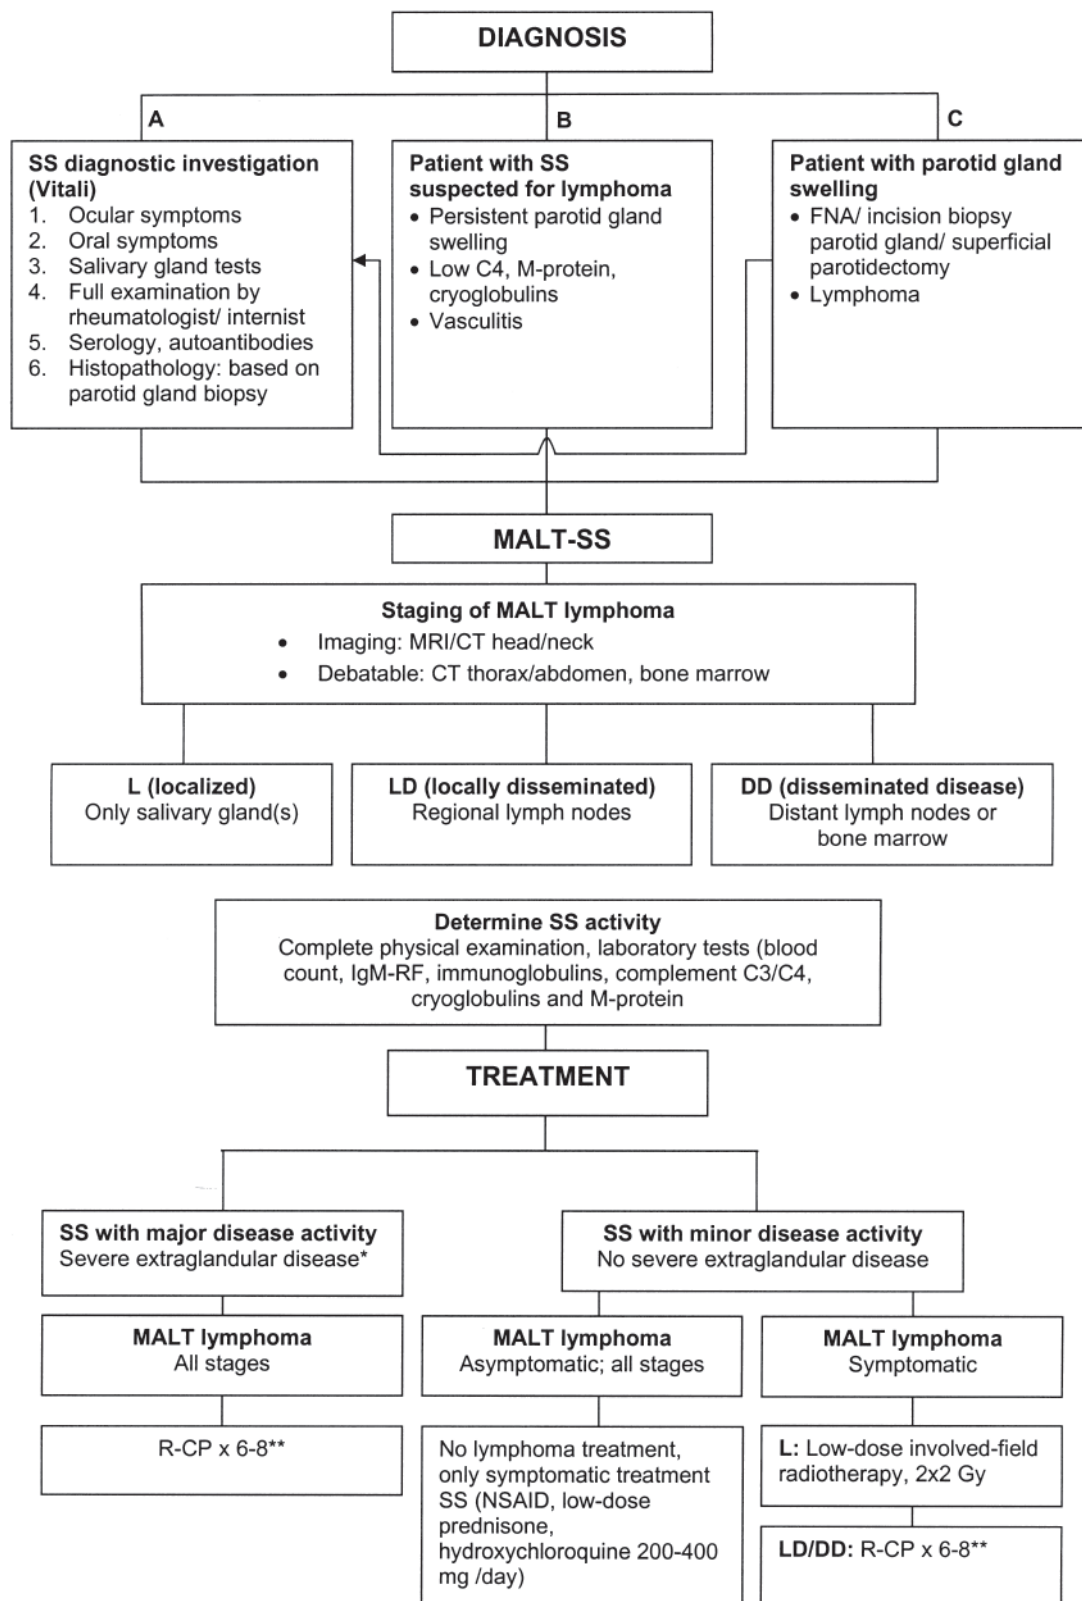 DIAGNOSIS
A
B
C
SS diagnostic investigation
(Vitali)
1. Ocular symptoms
2. Oral symptoms
3. Salivary gland tests
4. Full examination by
rheumatologist/ internist
5. Serology, autoantibodies
6. Histopathology: based on
parotid gland biopsy
Patient with SS
suspected for lymphoma
• Persistent parotid gland
swelling
• Low C4, M-protein,
cryoglobulins
• Vasculitis
Patient with parotid gland
swelling
• FNA/ incision biopsy
parotid gland/ superficial
parotidectomy
• Lymphoma
MALT-SS
Staging of MALT lymphoma
• Imaging: MRI/CT head/neck
• Debatable: CT thorax/abdomen, bone marrow
L (localized)
Only salivary gland(s)
LD (locally disseminated)
Regional lymph nodes
DD (disseminated disease)
Distant lymph nodes or
bone marrow
Determine SS activity
Complete physical examination, laboratory tests (blood
count, IgM-RF, immunoglobulins, complement C3/C4,
cryoglobulins and M-protein
TREATMENT
SS with major disease activity
Severe extraglandular disease*
SS with minor disease activity
No severe extraglandular disease
MALT lymphoma
All stages
MALT lymphoma
Asymptomatic; all stages
MALT lymphoma
Symptomatic
R-CP x 6-8**
No lymphoma treatment,
only symptomatic treatment
SS (NSAID, low-dose
prednisone,
hydroxychloroquine 200-400
mg /day)
L: Low-dose involved-field
radiotherapy, 2x2 Gy
LD/DD: R-CP x 6-8**